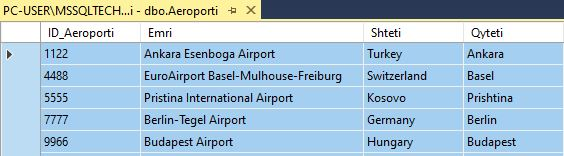 PC-USER\MSSQLTECH...i - dbo.Aeroporti
ID_Aeroporti Emri Shteti Qyteti
1122 Ankara Esenboga Airport Turkey Ankara
4488 EuroAirport Basel-Mulhouse-Freiburg Switzerland Basel
5555 Pristina International Airport Kosovo Prishtina
7777 Berlin-Tegel Airport Germany Berlin
9966 Budapest Airport Hungary Budapest